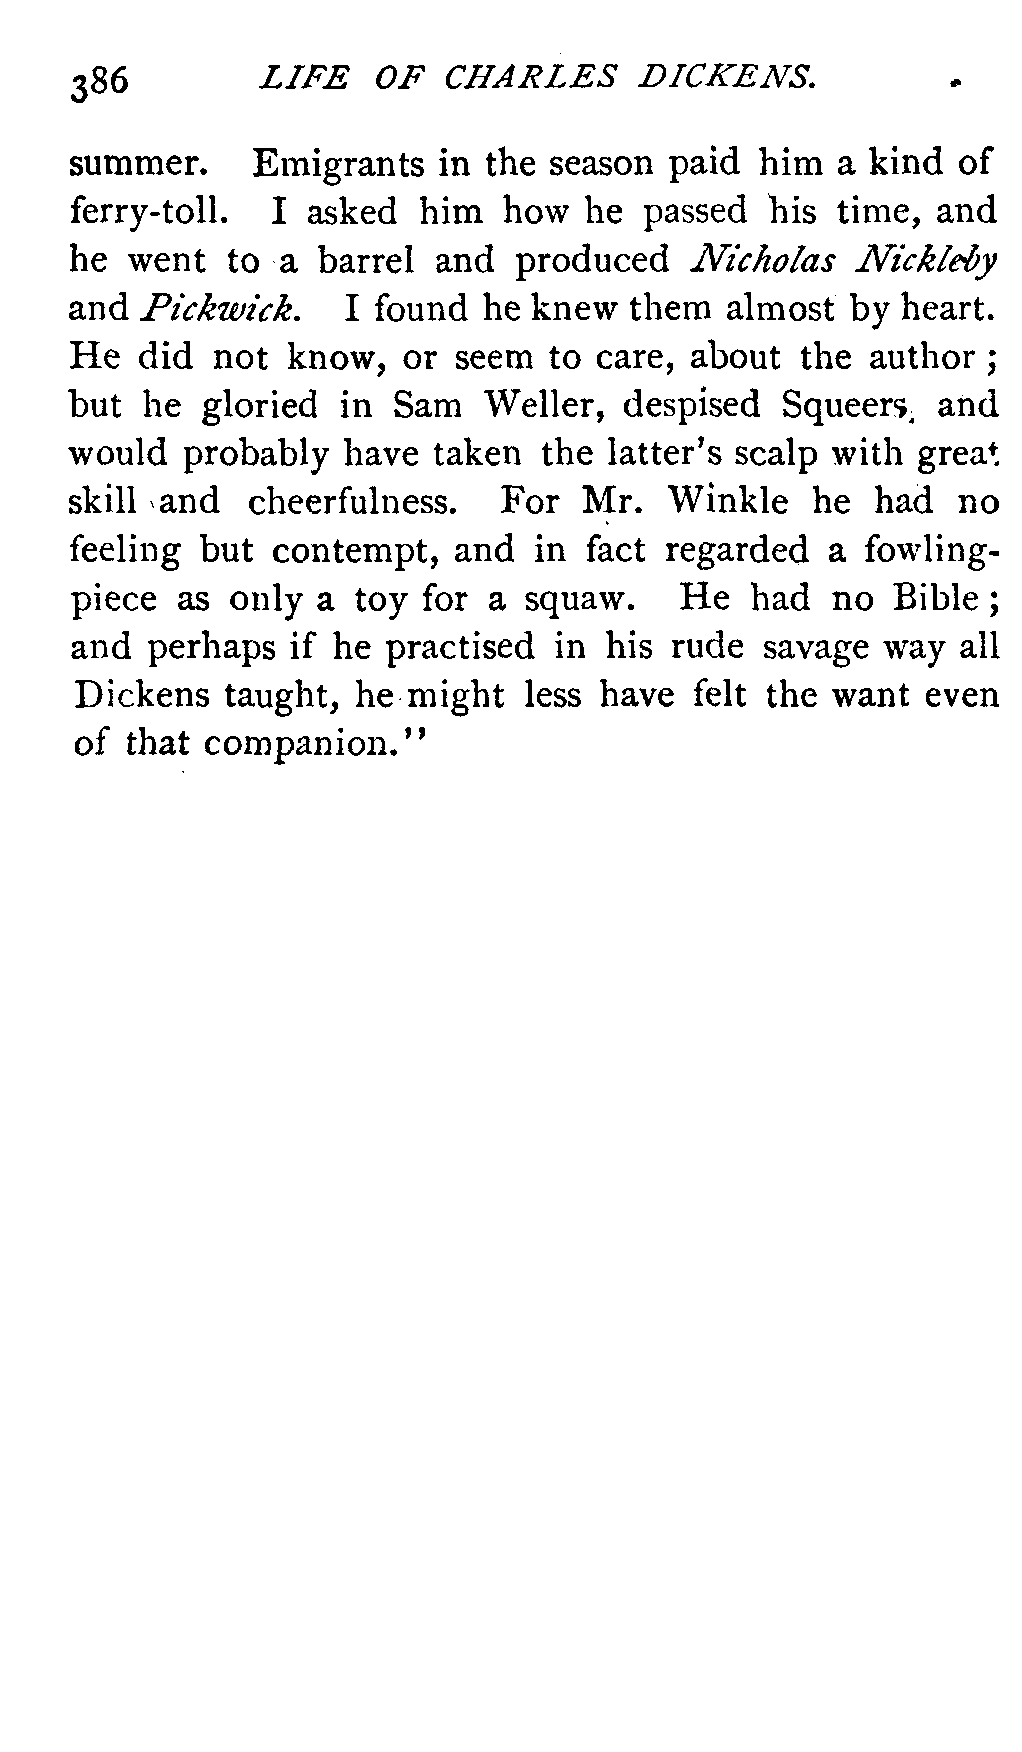 386 LIFE OF CHARLES DICKENS.
summer. Emigrants in the season paid him a kind of
ferry-toll. I asked him how he passed his time, and
he went to a barrel and produced Nicholas Nickleby
and Pickwick. I found he knew them almost by heart.
He did not know, or seem to care, about the author ;
but he gloried in Sam Weller, despised Squeers, and
would probably have taken the latter's scalp with great
skill and cheerfulness. For Mr. Winkle he had no
feeling but contempt, and in fact regarded a fowling-
piece as only a toy for a squaw. He had no Bible ;
and perhaps if he practised in his rude savage way all
Dickens taught, he might less have felt the want even
of that companion."